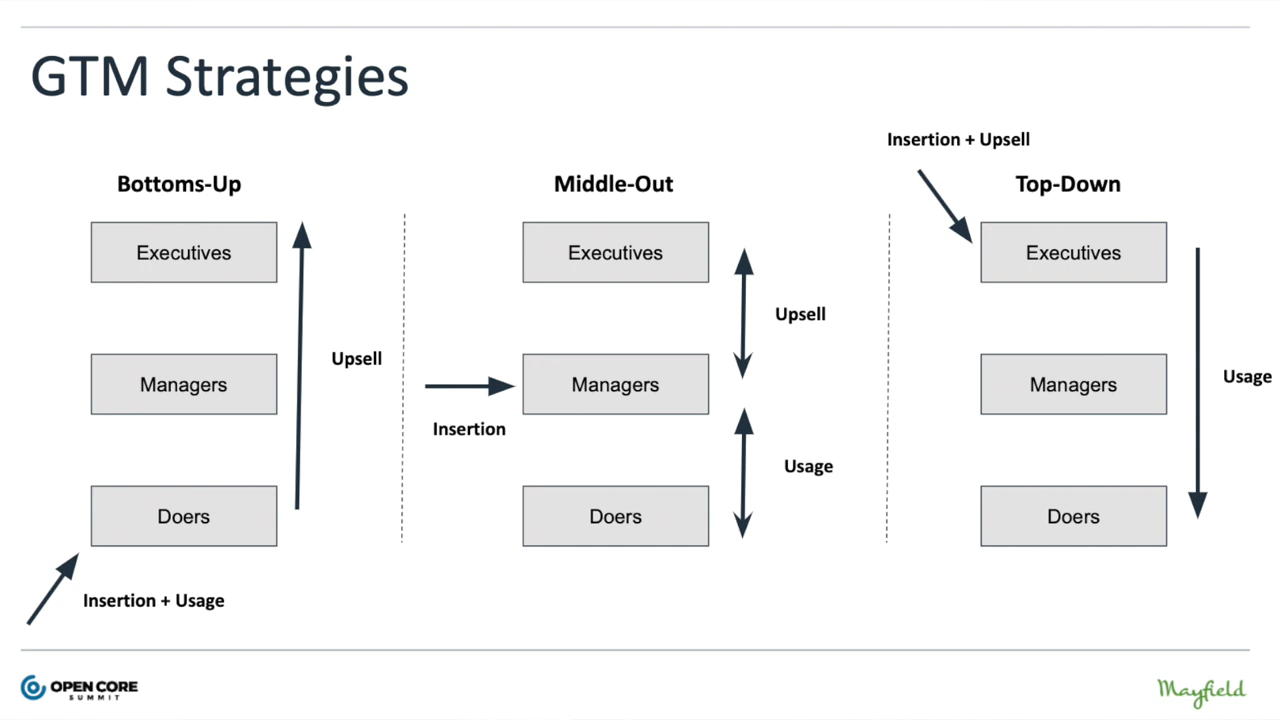 GTM Strategies
Bottoms-Up
Executives
Managers
Doers
Upsell
Insertion + Usage
Middle-Out
Executives
Managers
Doers
Insertion
Upsell
Usage
Insertion + Upsell
Top-Down
Executives
Managers
Doers
Usage
OPEN CORE
SUMMIT
Mayfield